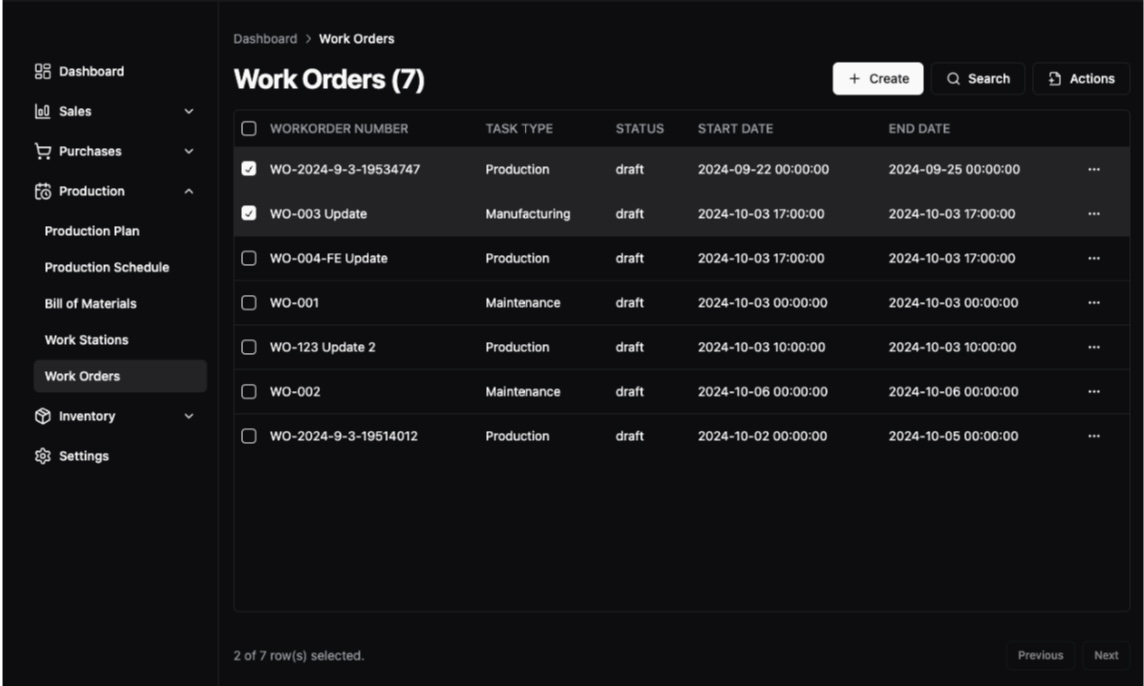 Dashboard > Work Orders
Dashboard
Sales
Purchases
Production
Production Plan
Production Schedule
Bill of Materials
Work Stations
Work Orders
Inventory
Settings
Work Orders (7)
+ Create
Search
Actions
WORKORDER NUMBER TASK TYPE STATUS START DATE END DATE
WO-2024-9-3-19534747 Production draft 2024-09-22 00:00:00 2024-09-25 00:00:00 ...
WO-003 Update Manufacturing draft 2024-10-03 17:00:00 2024-10-03 17:00:00 ...
WO-004-FE Update Production draft 2024-10-03 17:00:00 2024-10-03 17:00:00 ...
WO-001 Maintenance draft 2024-10-03 00:00:00 2024-10-03 00:00:00 ...
WO-123 Update 2 Production draft 2024-10-03 10:00:00 2024-10-03 10:00:00 ...
WO-002 Maintenance draft 2024-10-06 00:00:00 2024-10-06 00:00:00 ...
WO-2024-9-3-19514012 Production draft 2024-10-02 00:00:00 2024-10-05 00:00:00 ...
2 of 7 row(s) selected.
Previous
Next